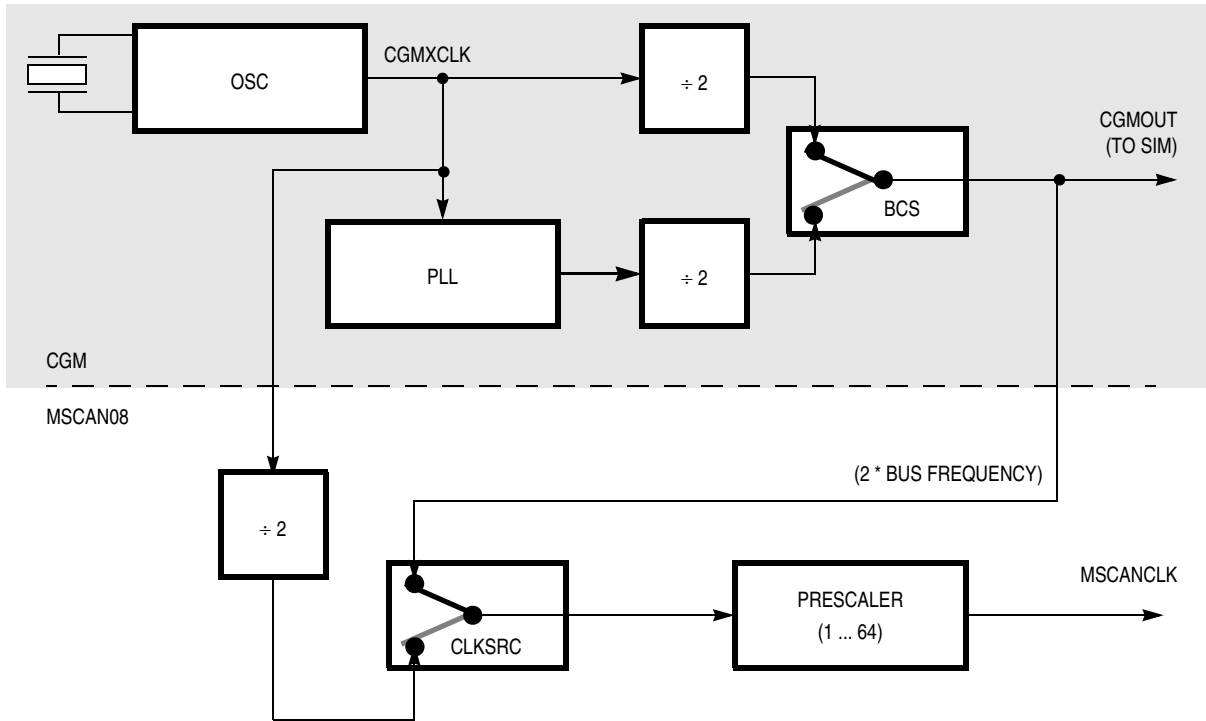 CGMXCLK
OSC
÷ 2
CGMOUT
(TO SIM)
BCS
PLL
÷ 2
CGM
MSCAN08
(2 * BUS FREQUENCY)
÷ 2
MSCANCLK
PRESCALER
(1 ... 64)
CLKSRC